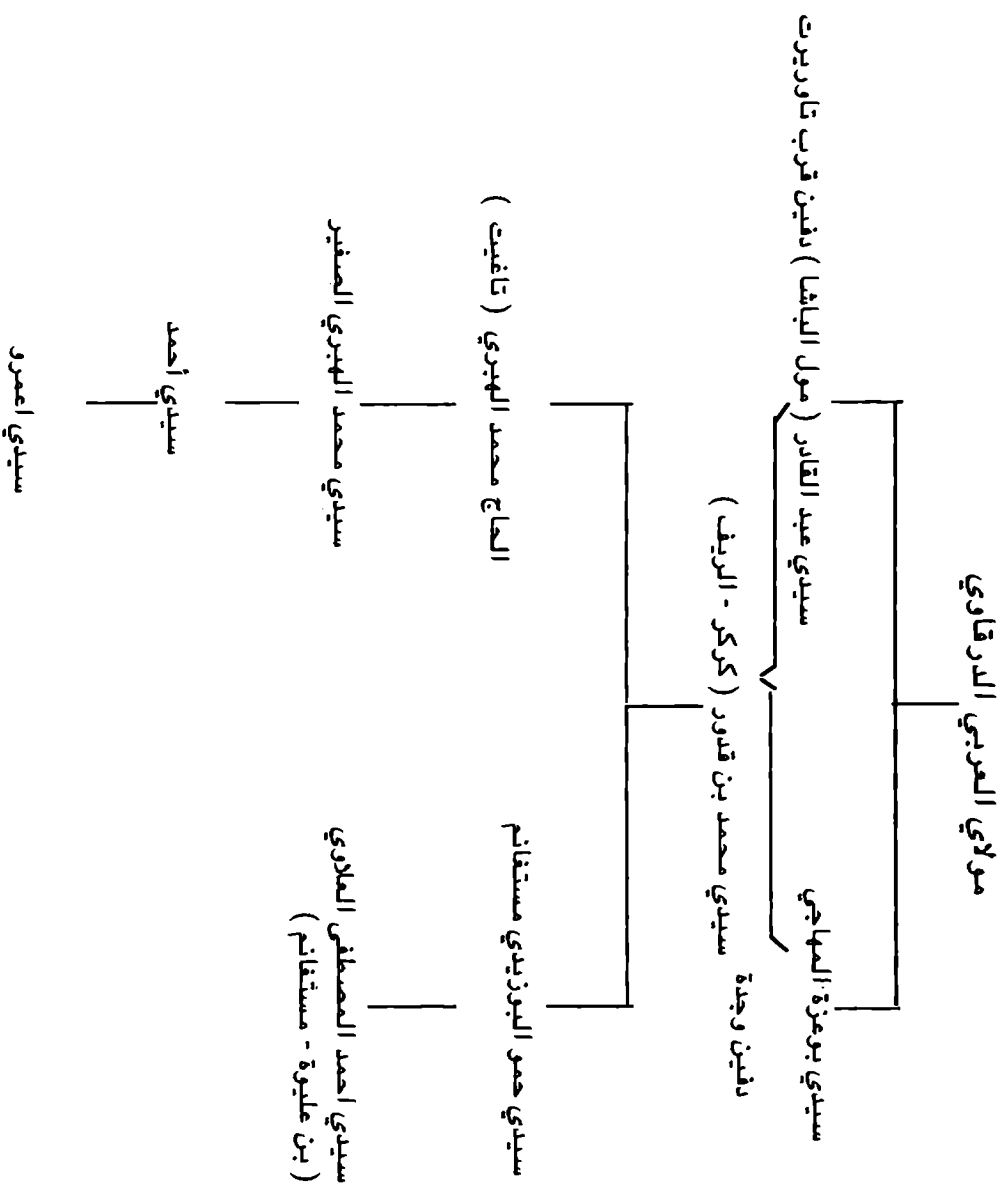 مولاي العربي الدرقاوي
سيدي بوعزة المهاجي
دفين وجدة
سيدي عبد القادر ( مول الباشا ) دفين قرب تاوريرت
سيدي محمد بن قدور ( كركر - الريف )
سيدي حمو البوزيدي مستغانم
الحاج محمد الهبري ( تاغيت )
سيدي احمد المصطفى العلاوي
( بن عليوة - مستغانم )
سيدي محمد الهبري الصغير
سيدي أحمد
سيدي اعمرو